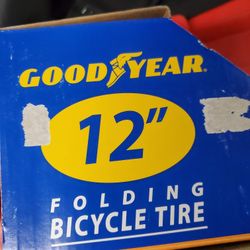 GOODYEAR®
12”
FOLDING
BICYCLE TIRE